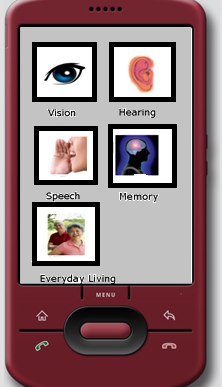 Vision Hearing
Speech Memory
Everyday Living
MENU